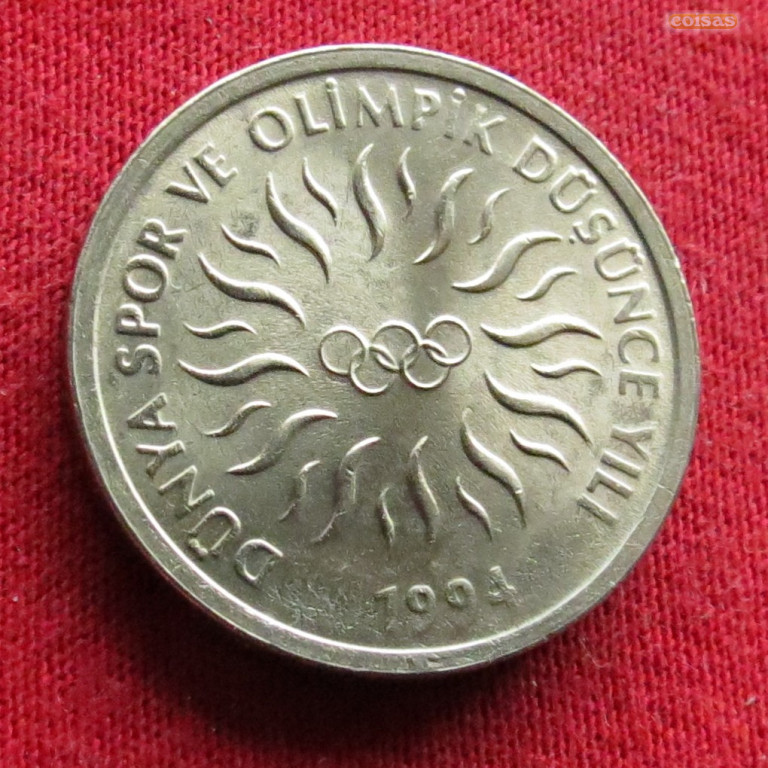 DÜNYA SPOR VE OLİMPİK DÜŞÜNCE YILI
1994
coisas